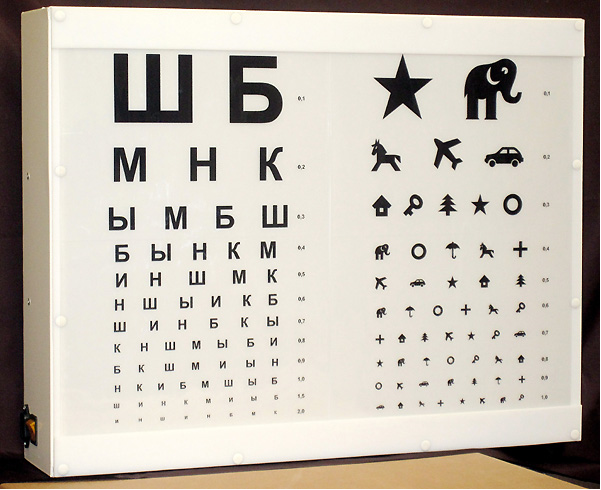 Ш Б 0,1
М Н К 0,2
Ы М Б Ш 0,3
Б Ы Н К М 0,4
И Н Ш М К 0,5
Н Ш Ы И К Б 0,6
Ш И Н Б К Ы 0,7
К Н Ш М Ы Б И 0,8
Б К Ш М И Ы Н 0,9
Н К И Б М Ш Ы Б 1,0
Ш И Н К М И Ы Б 1,5
2,0
0,1
0,2
0,3
0,4
0,5
0,6
0,7
0,8
0,9
1,0